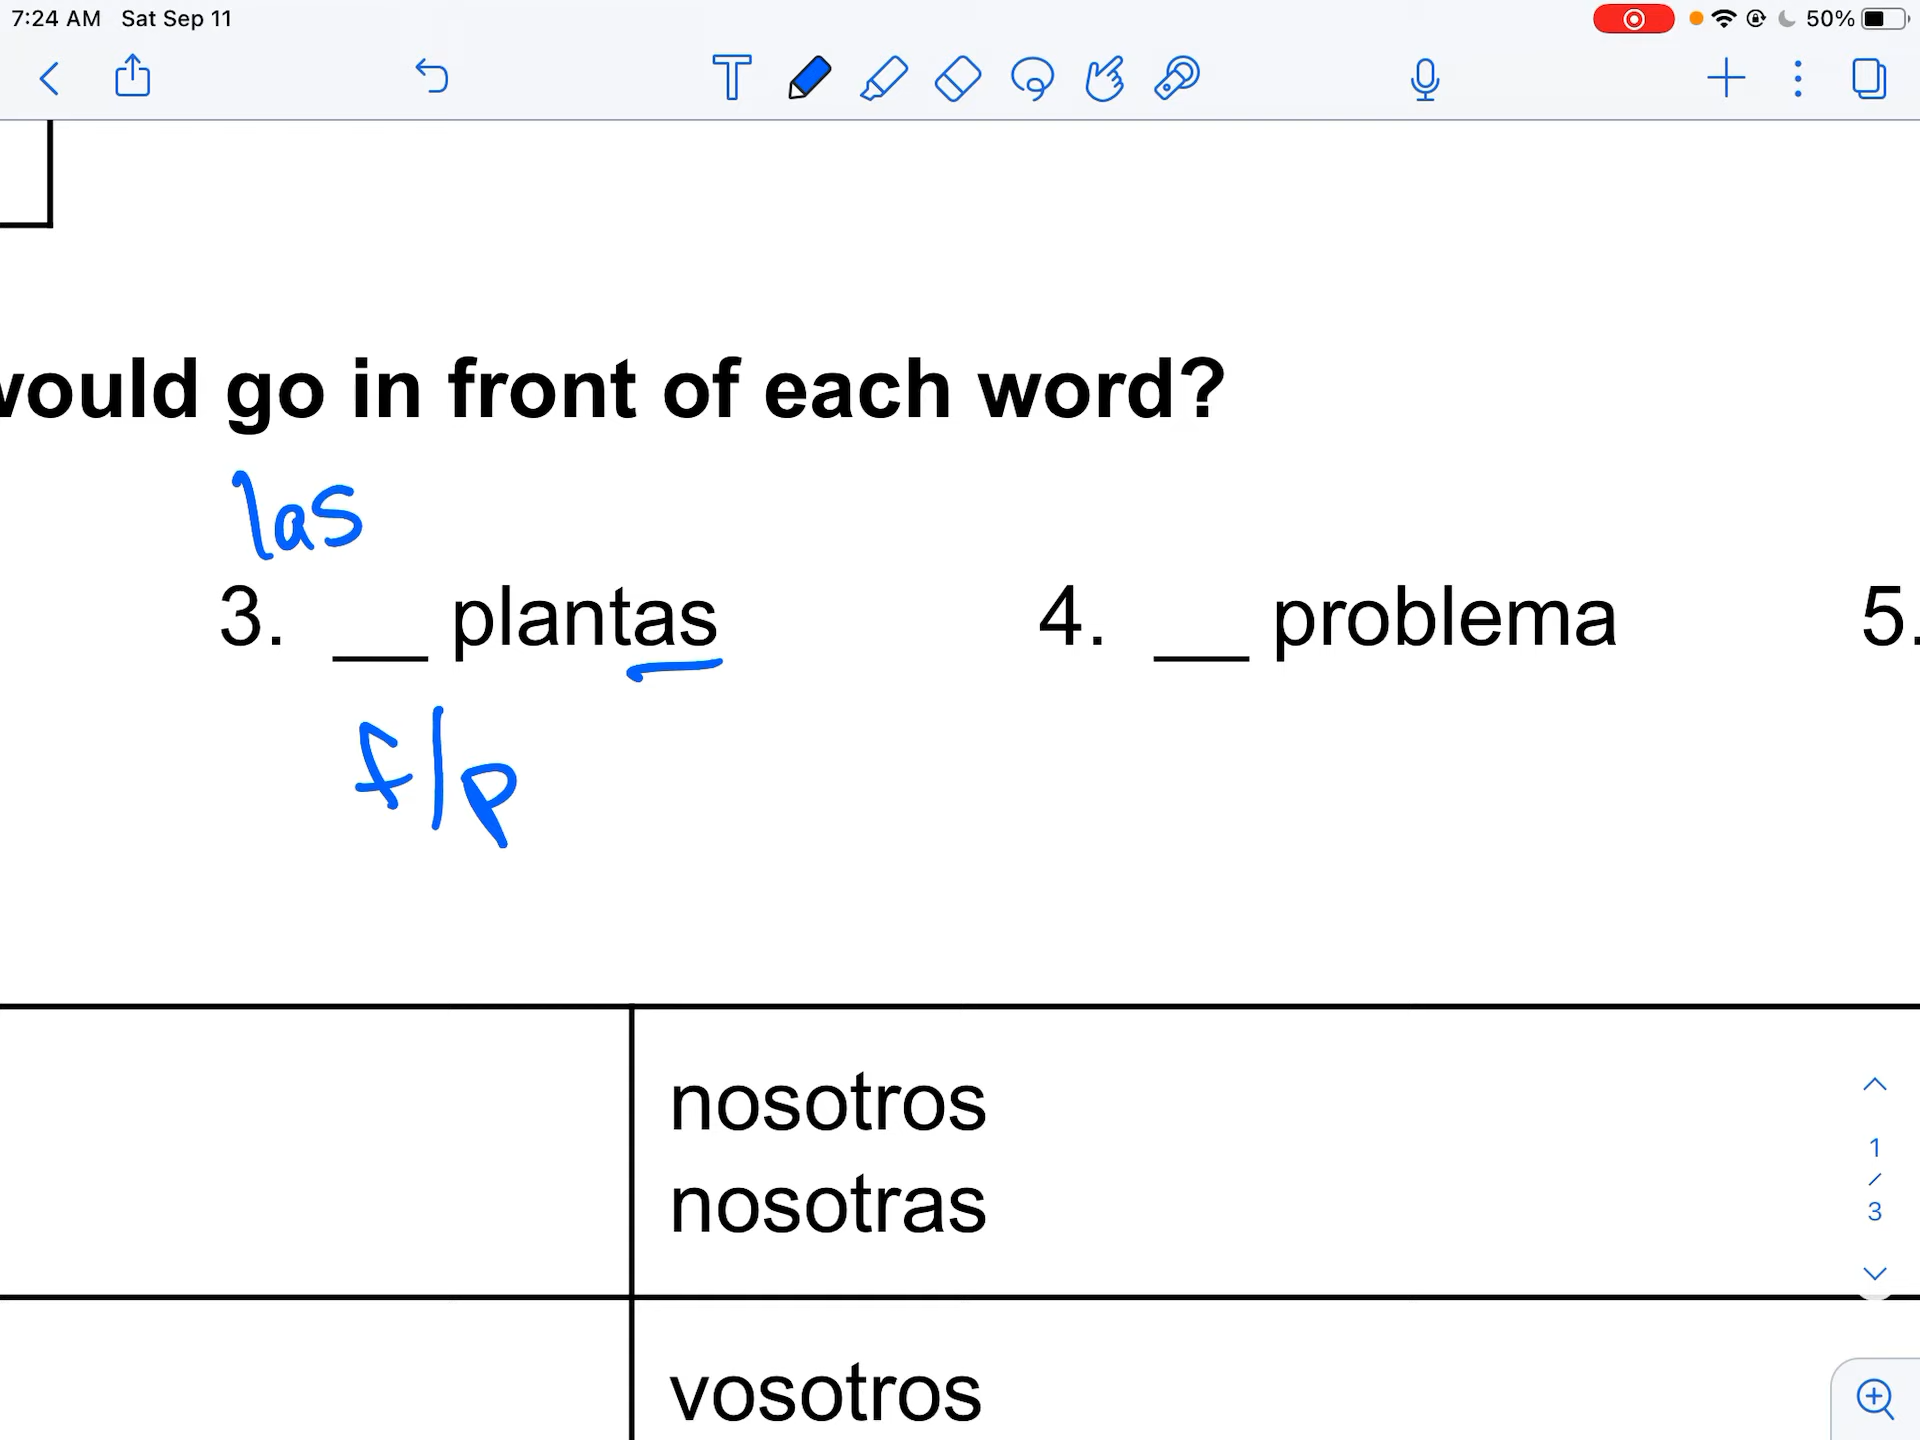 7:24 AM Sat Sep 11 50%
would go in front of each word?
las
3. __ plantas 4. __ problema 5.
f/p
nosotros
nosotras
1
/
3
vosotros